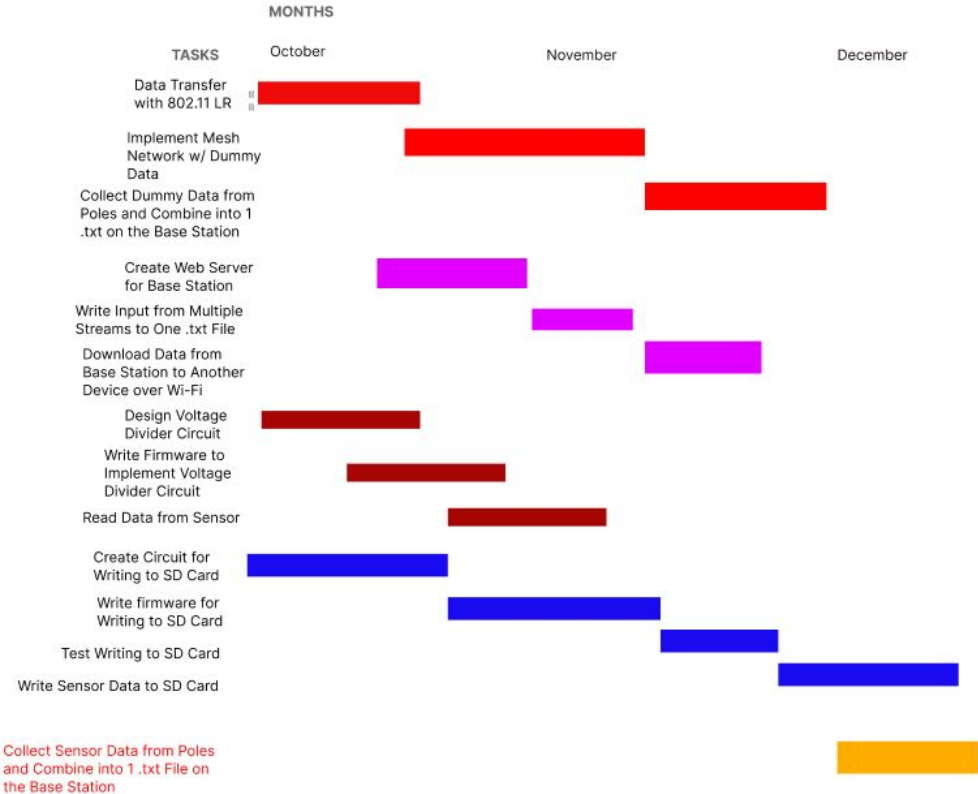 MONTHS
TASKS
October
November
December
Data Transfer
with 802.11 LR
Implement Mesh
Network w/ Dummy
Data
Collect Dummy Data from
Poles and Combine into 1
.txt on the Base Station
Create Web Server
for Base Station
Write Input from Multiple
Streams to One .txt File
Download Data from
Base Station to Another
Device over Wi-Fi
Design Voltage
Divider Circuit
Write Firmware to
Implement Voltage
Divider Circuit
Read Data from Sensor
Create Circuit for
Writing to SD Card
Write firmware for
Writing to SD Card
Test Writing to SD Card
Write Sensor Data to SD Card
Collect Sensor Data from Poles
and Combine into 1 .txt File on
the Base Station